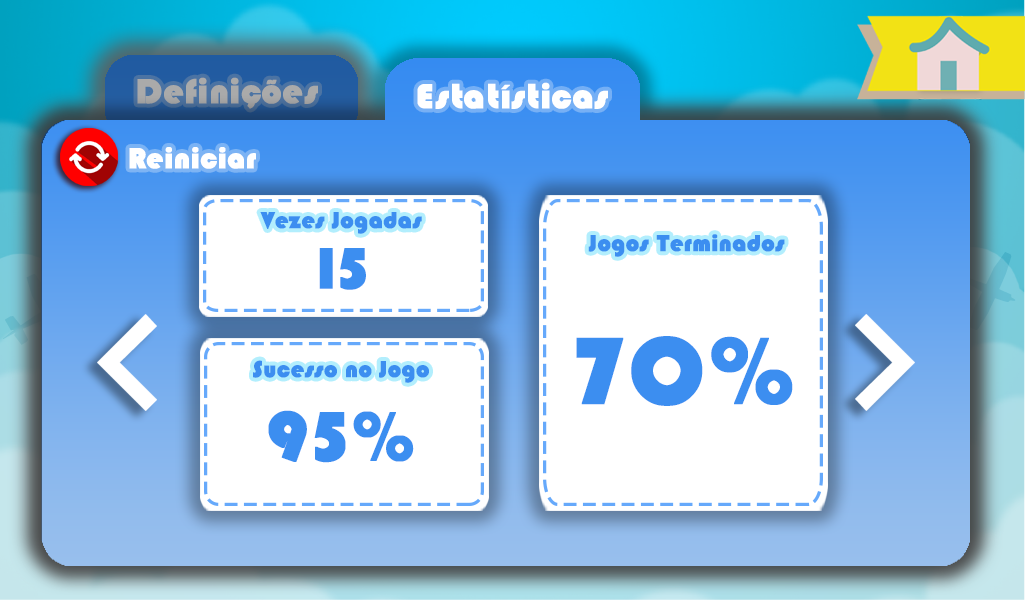 Definições
Estatísticas
Reiniciar
Vezes Jogadas
15
Sucesso no Jogo
95%
Jogos Terminados
70%